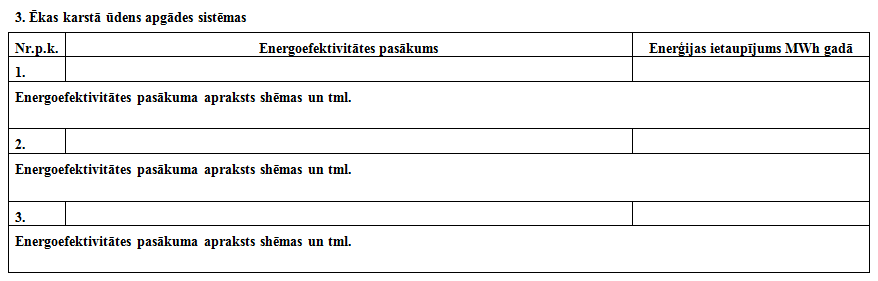 3. Ēkas karstā ūdens apgādes sistēmas
Nr.p.k. Energoefektivitātes pasākums Enerģijas ietaupījums MWh gadā
1.
Energoefektivitātes pasākuma apraksts shēmas un tml.
2.
Energoefektivitātes pasākuma apraksts shēmas un tml.
3.
Energoefektivitātes pasākuma apraksts shēmas un tml.